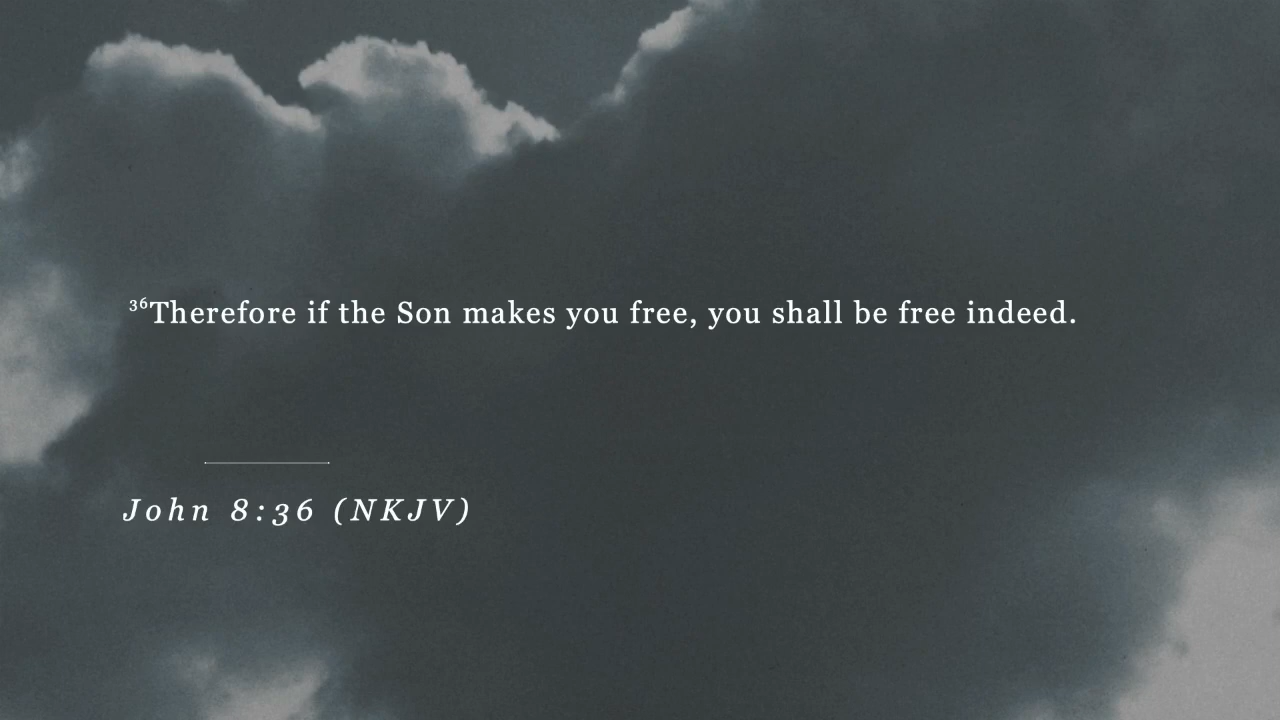 ³⁶Therefore if the Son makes you free, you shall be free indeed.
John 8:36 (NKJV)